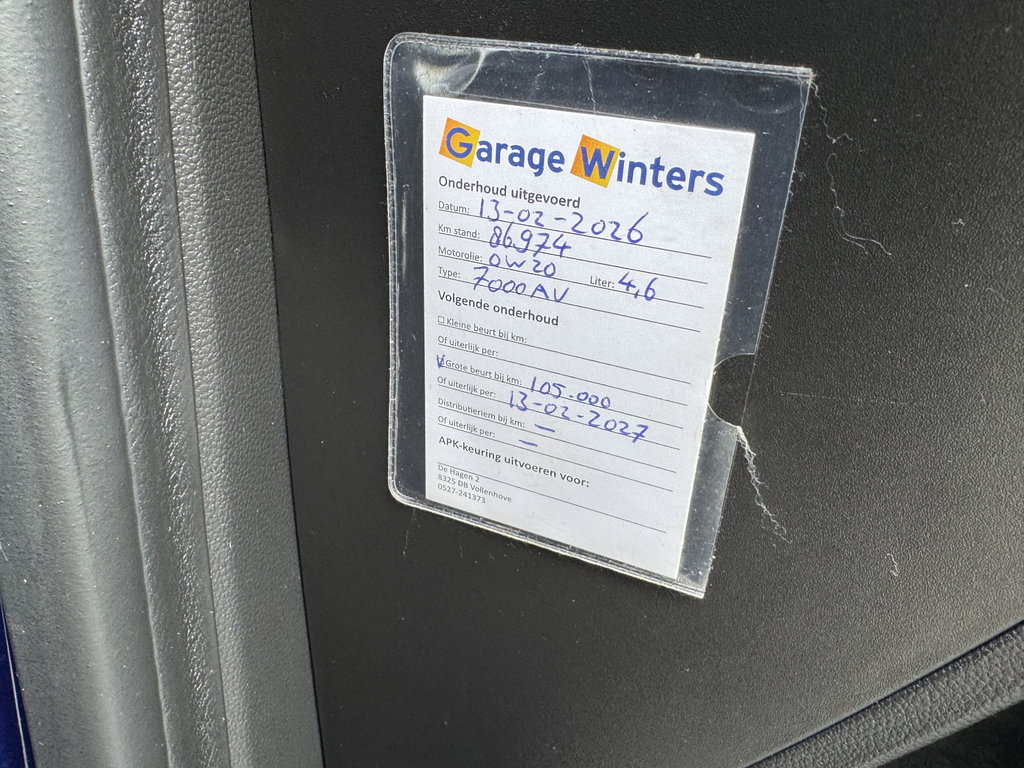 Garage Winters
Onderhoud uitgevoerd
Datum: 13-02-2026
Km stand: 86974
Motorolie: 0W20 Liter: 4,6
Type: 7000AV
Volgende onderhoud
Kleine beurt bij km:
Of uiterlijk per:
Grote beurt bij km: 105.000
Of uiterlijk per: 13-02-2027
Distributieriem bij km: —
Of uiterlijk per: —
APK-keuring uitvoeren voor:
De Hagen 2
8325 DB Vollenhove
0527-241373